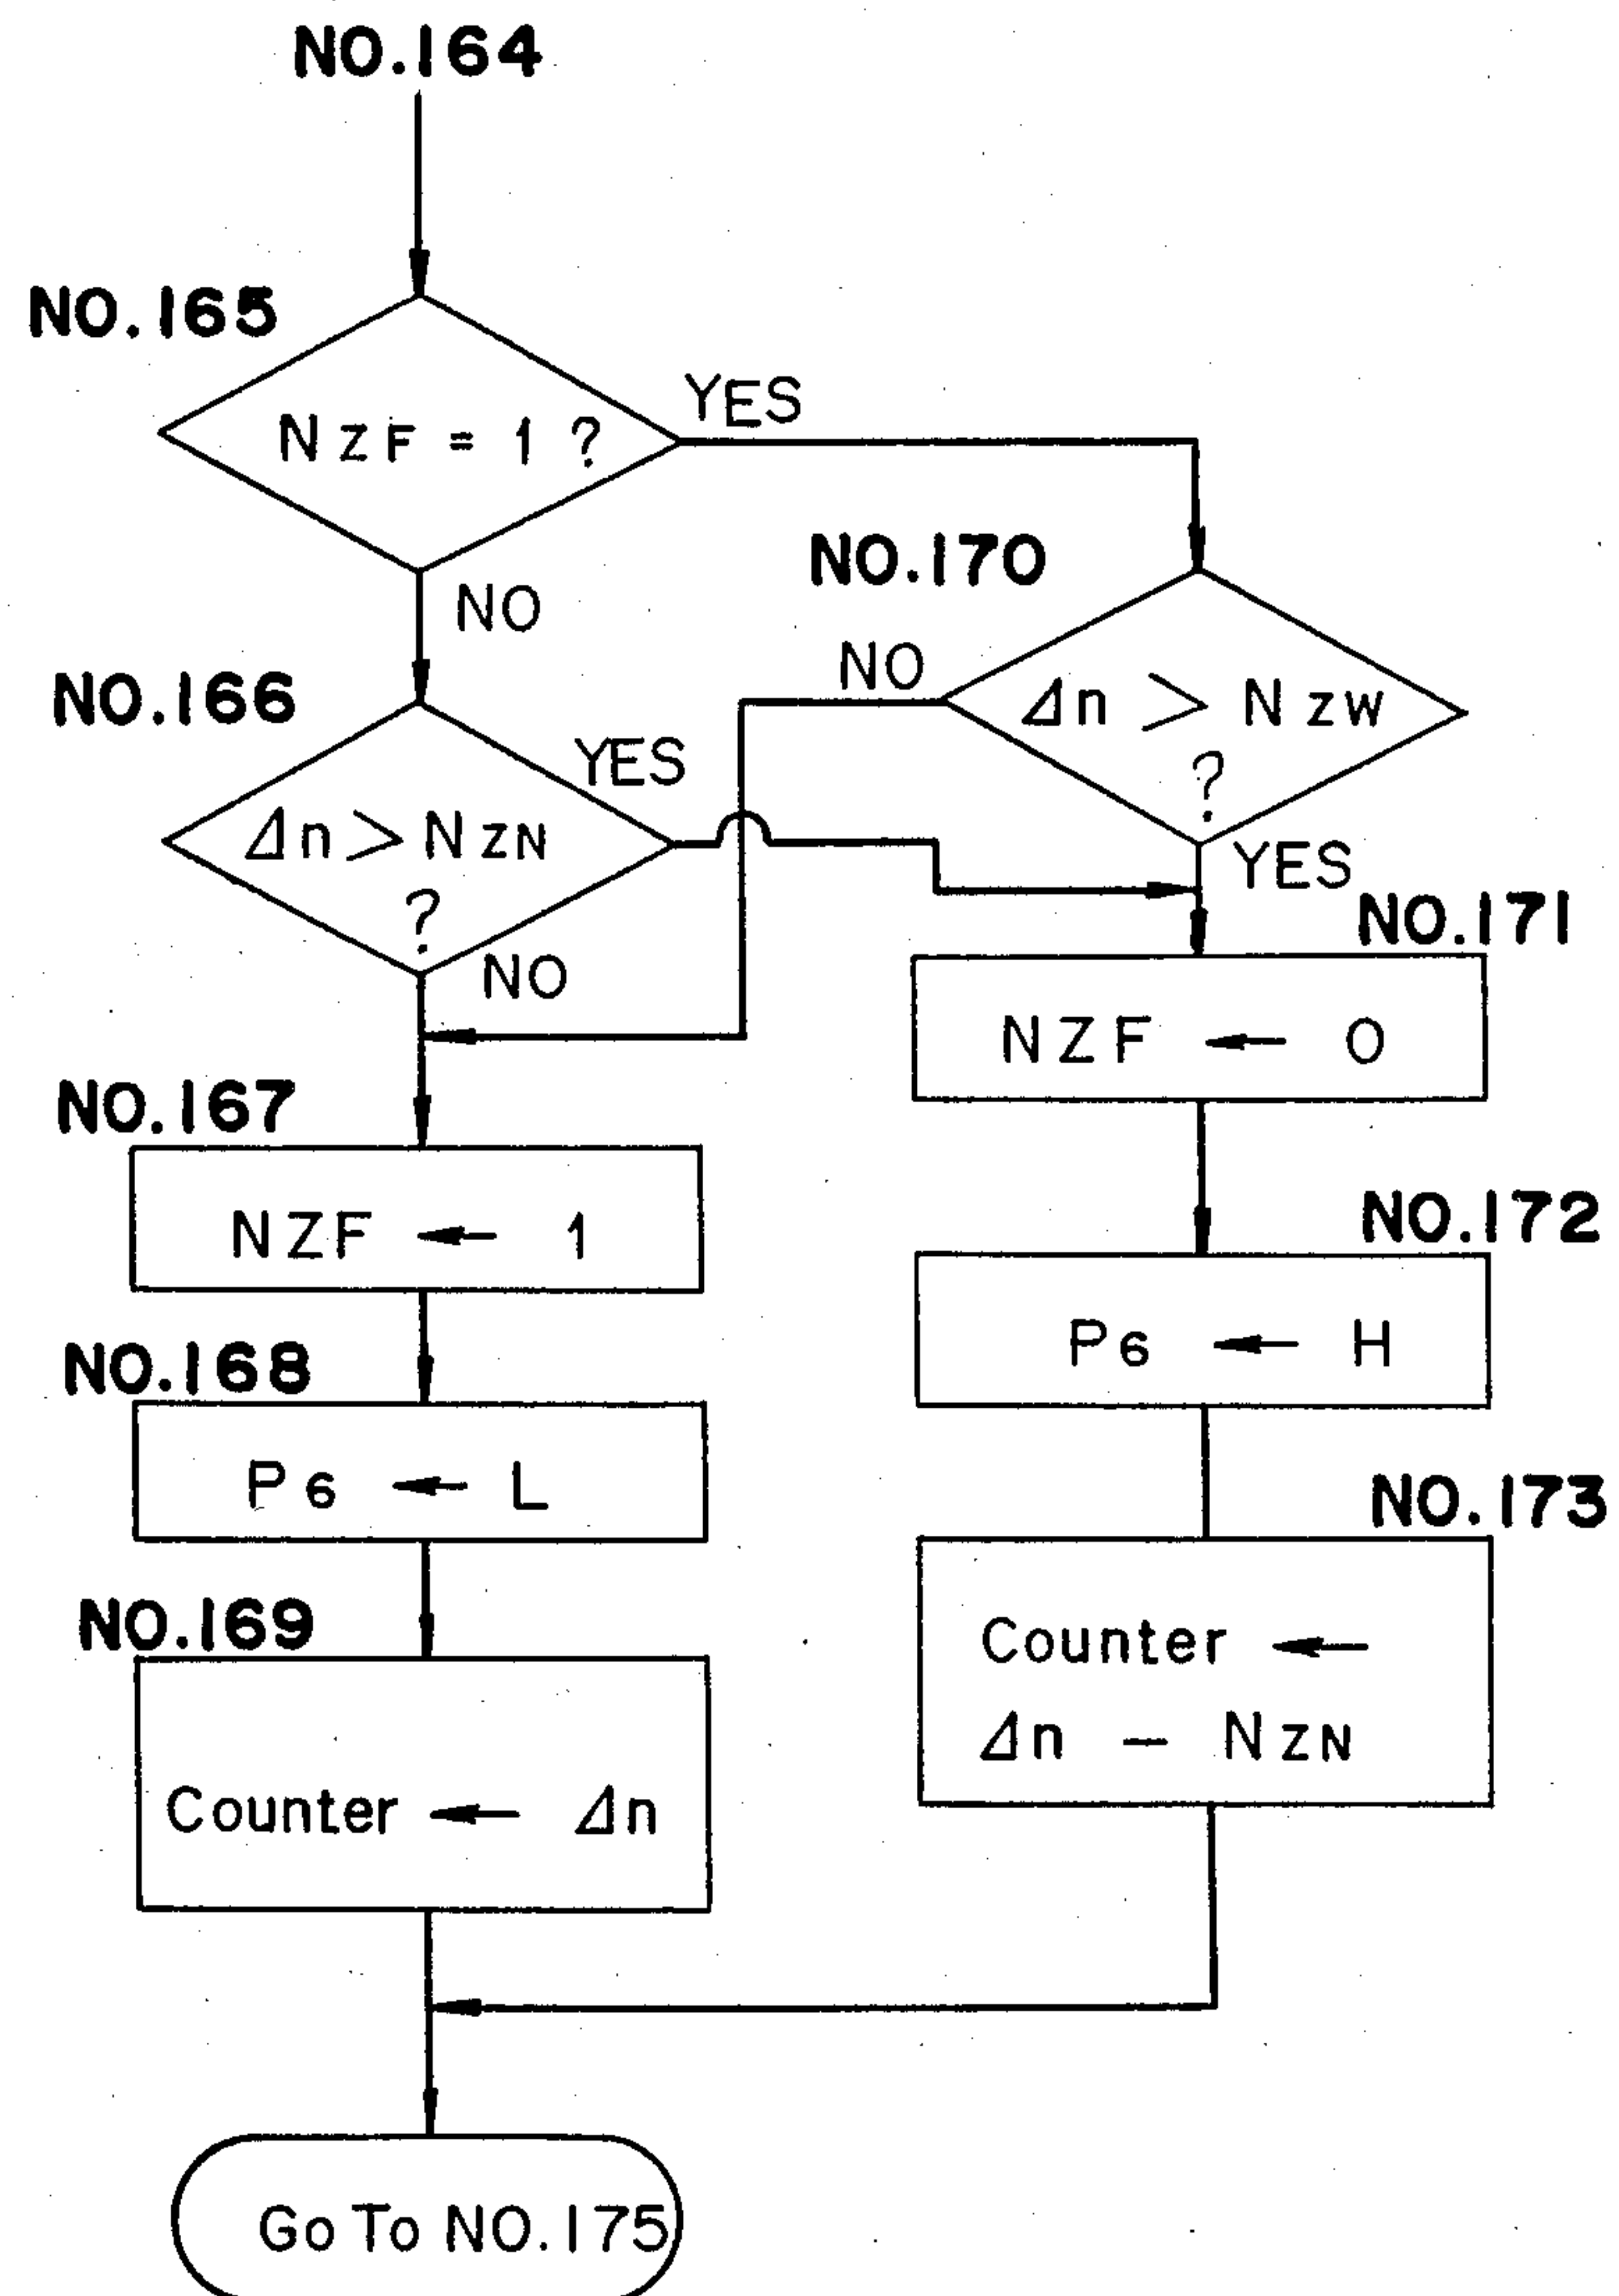 NO.164
NO.165
NZF = 1 ?
YES
NO
NO.170
Δn > NZW
?
NO
YES
NO.166
Δn > NZN
?
YES
NO
NO.171
NZF ← 0
NO.167
NZF ← 1
NO.172
P6 ← H
NO.168
P6 ← L
NO.173
Counter ←
Δn − NZN
NO.169
Counter ← Δn
Go To NO.175